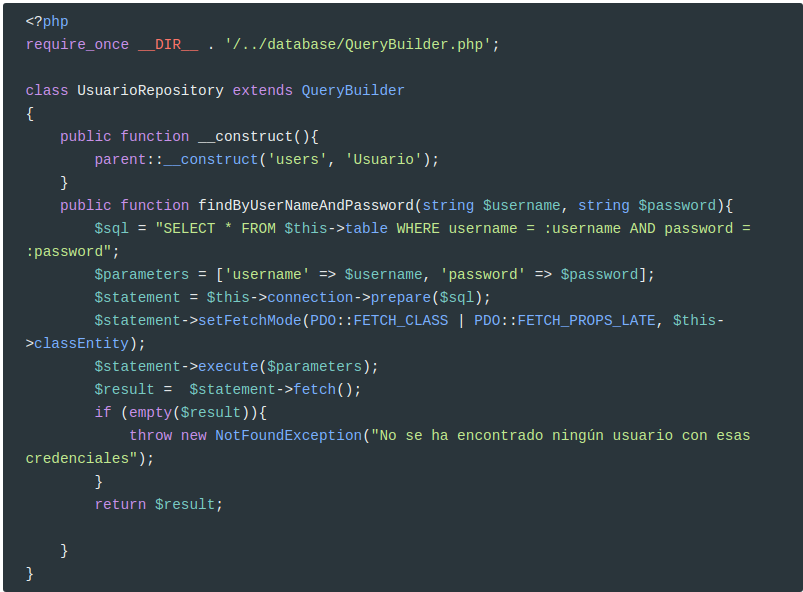 <?php
require_once __DIR__ . '/../database/QueryBuilder.php';

class UsuarioRepository extends QueryBuilder
{
    public function __construct(){
        parent::__construct('users', 'Usuario');
    }
    public function findByUserNameAndPassword(string $username, string $password){
        $sql = "SELECT * FROM $this->table WHERE username = :username AND password =
:password";
        $parameters = ['username' => $username, 'password' => $password];
        $statement = $this->connection->prepare($sql);
        $statement->setFetchMode(PDO::FETCH_CLASS | PDO::FETCH_PROPS_LATE, $this-
>classEntity);
        $statement->execute($parameters);
        $result =  $statement->fetch();
        if (empty($result)){
            throw new NotFoundException("No se ha encontrado ningún usuario con esas
credenciales");
        }
        return $result;

    }
}